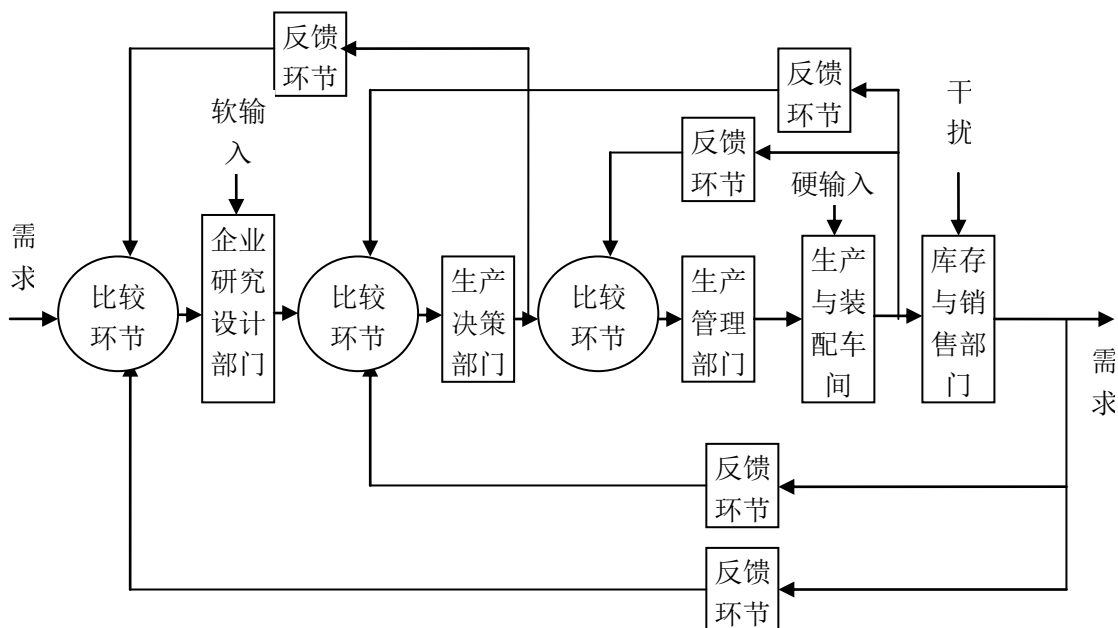 反馈
环节
反馈
环节
软输
入
干
扰
反馈
环节
硬输入
需
求
比较
环节
企业
研究
设计
部门
比较
环节
生产
决策
部门
比较
环节
生产
管理
部门
生产
与装
配车
间
库存
与销
售部
门
需
求
反馈
环节
反馈
环节